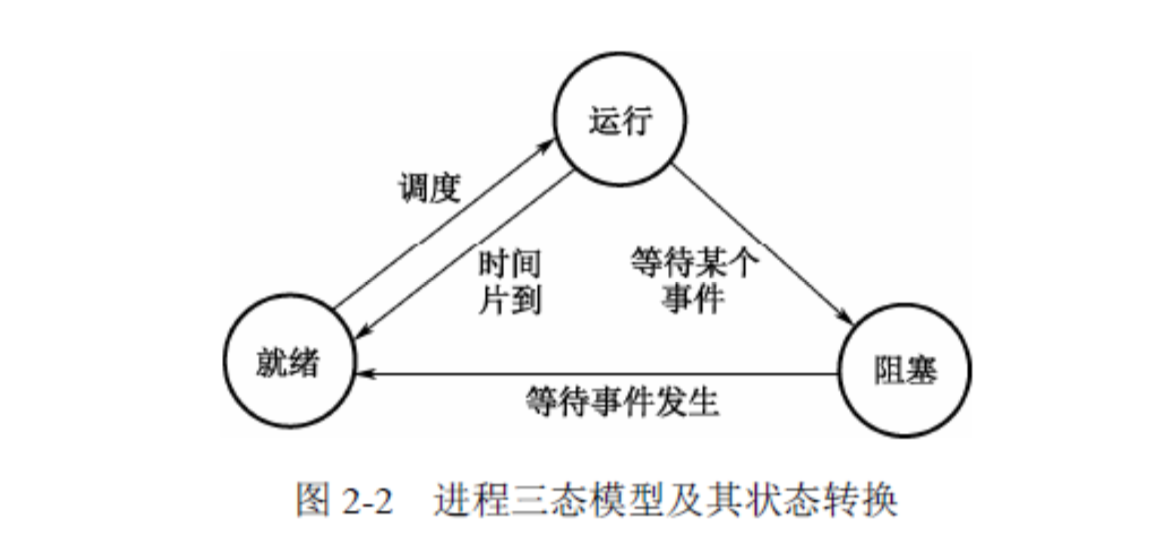 运行
调度
时间
片到
等待某个
事件
就绪
阻塞
等待事件发生
图 2-2 进程三态模型及其状态转换